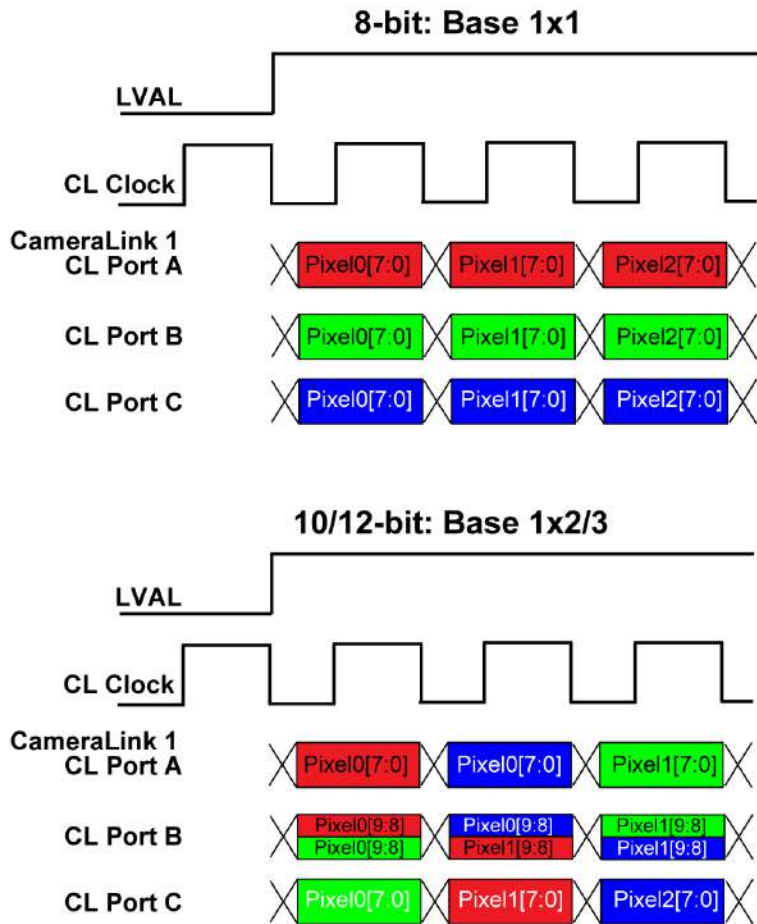 8-bit: Base 1x1
LVAL
CL Clock
CameraLink 1
CL Port A Pixel0[7:0] Pixel1[7:0] Pixel2[7:0]
CL Port B Pixel0[7:0] Pixel1[7:0] Pixel2[7:0]
CL Port C Pixel0[7:0] Pixel1[7:0] Pixel2[7:0]
10/12-bit: Base 1x2/3
LVAL
CL Clock
CameraLink 1
CL Port A Pixel0[7:0] Pixel0[7:0] Pixel1[7:0]
Pixel0[9:8] Pixel0[9:8] Pixel1[9:8]
CL Port B
Pixel0[9:8] Pixel1[9:8] Pixel1[9:8]
CL Port C Pixel0[7:0] Pixel1[7:0] Pixel2[7:0]